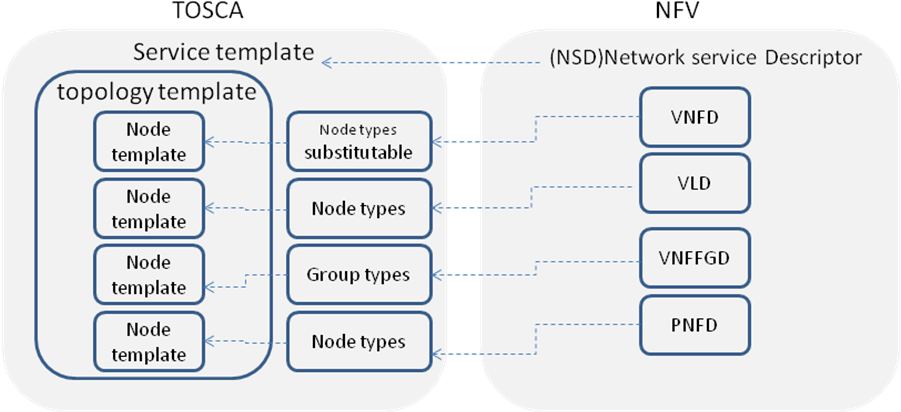 TOSCA
NFV
Service template
(NSD)Network service Descriptor
topology template
Node
template
Node types
substitutable
VNFD
Node
template
Node types
VLD
Node
template
Group types
VNFFGD
Node
template
Node types
PNFD